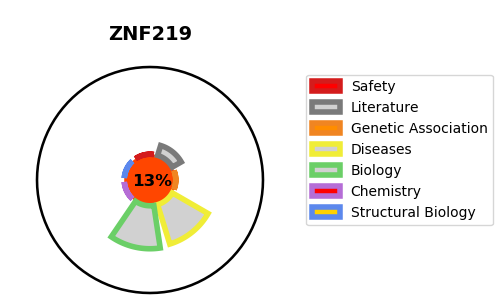 ZNF219
13%
Safety
Literature
Genetic Association
Diseases
Biology
Chemistry
Structural Biology